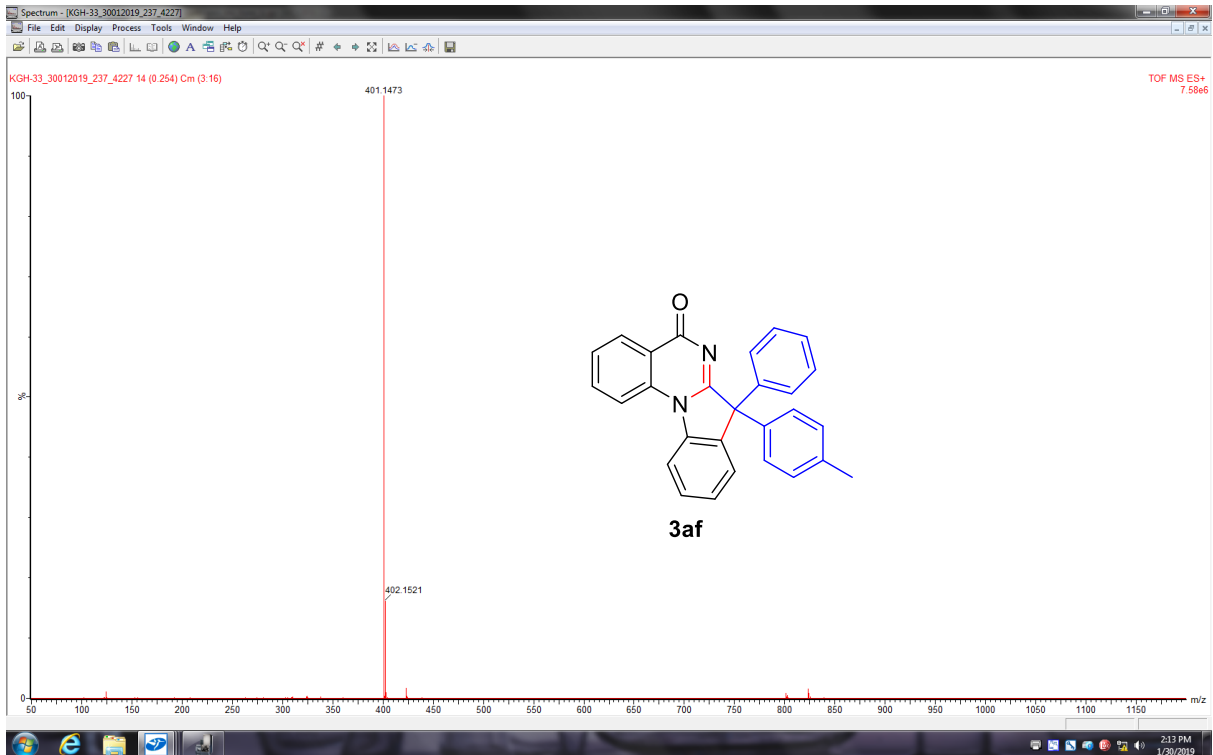 Spectrum - [KGH-33_30012019_237_4227]
File Edit Display Process Tools Window Help
KGH-33_30012019_237_4227 14 (0.254) Cm (3:16)
TOF MS ES+
7.58e6
100
401.1473
%
402.1521
0
O
N
N
3af
50 100 150 200 250 300 350 400 450 500 550 600 650 700 750 800 850 900 950 1000 1050 1100 1150 m/z
2:13 PM
1/30/2019